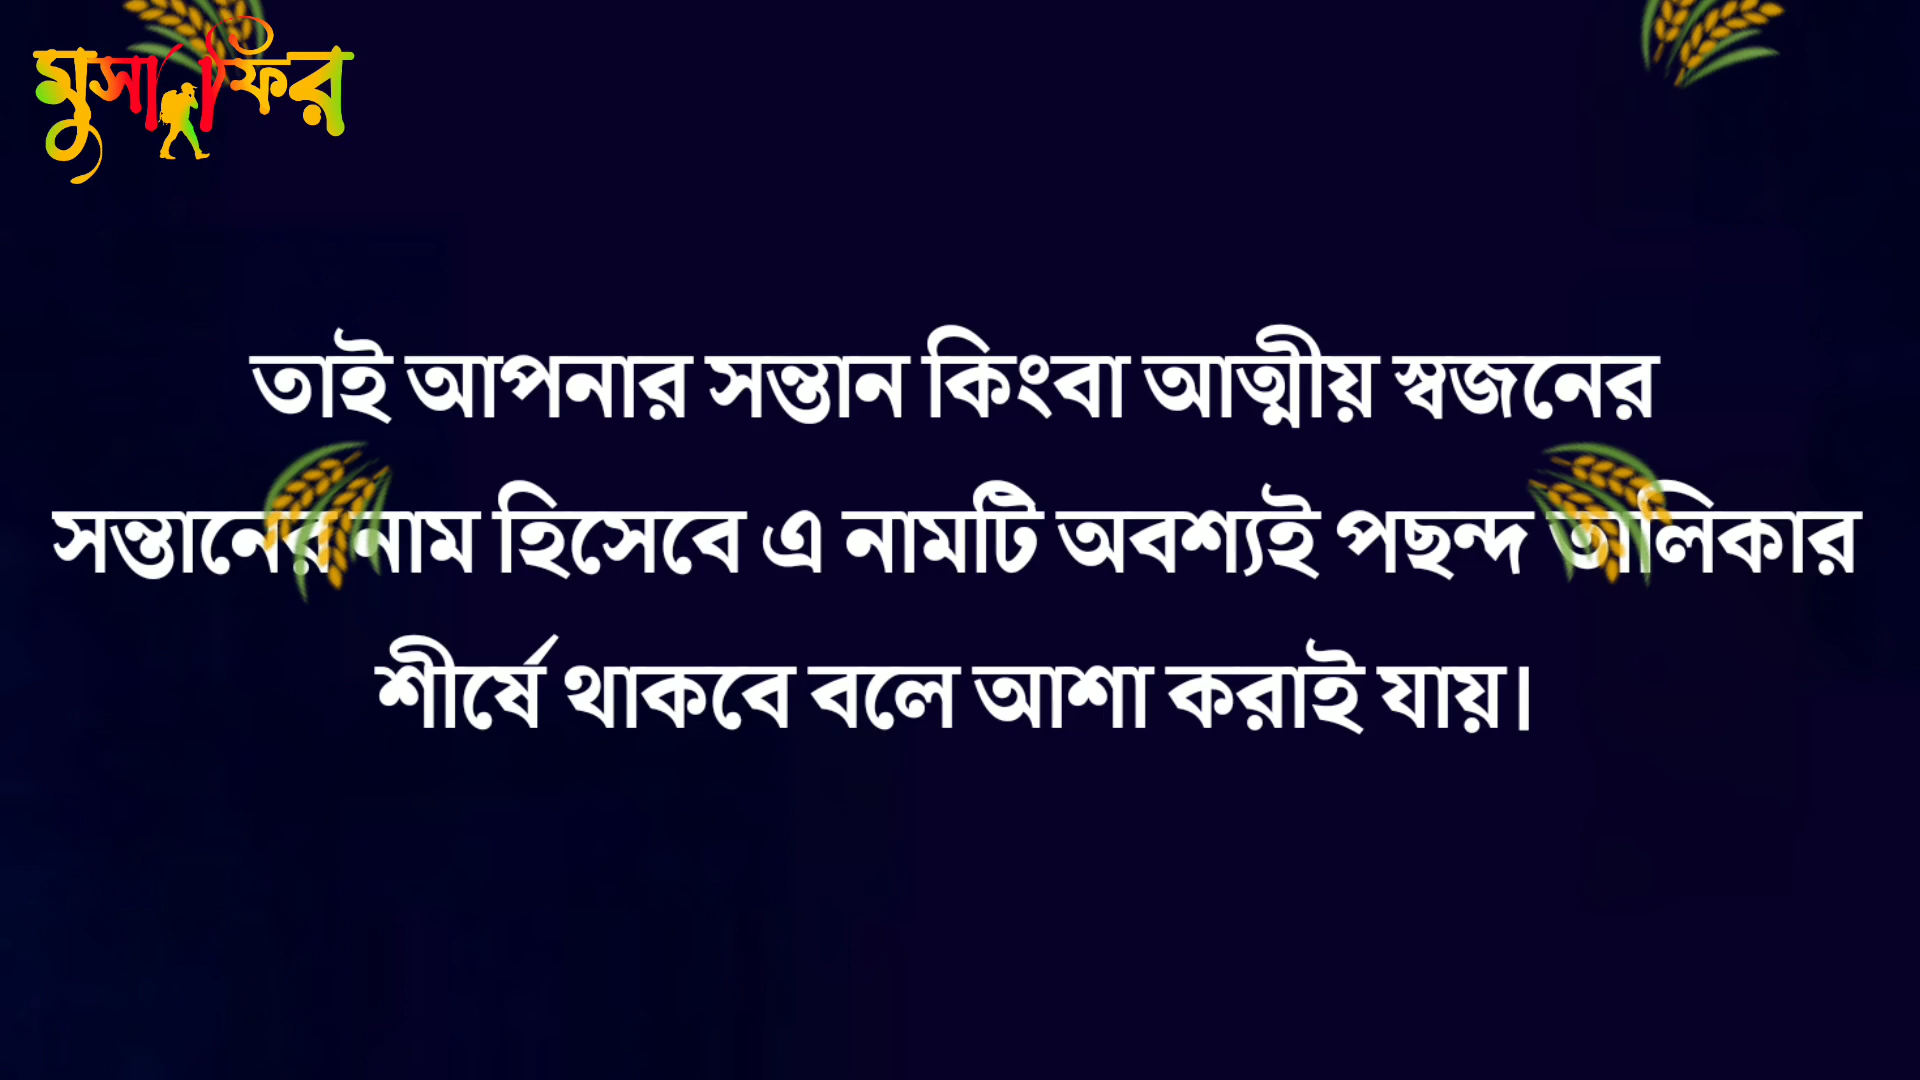 মুসাফির
তাই আপনার সন্তান কিংবা আত্মীয় স্বজনের
সন্তানের নাম হিসেবে এ নামটি অবশ্যই পছন্দ তালিকার
শীর্ষে থাকবে বলে আশা করাই যায়।